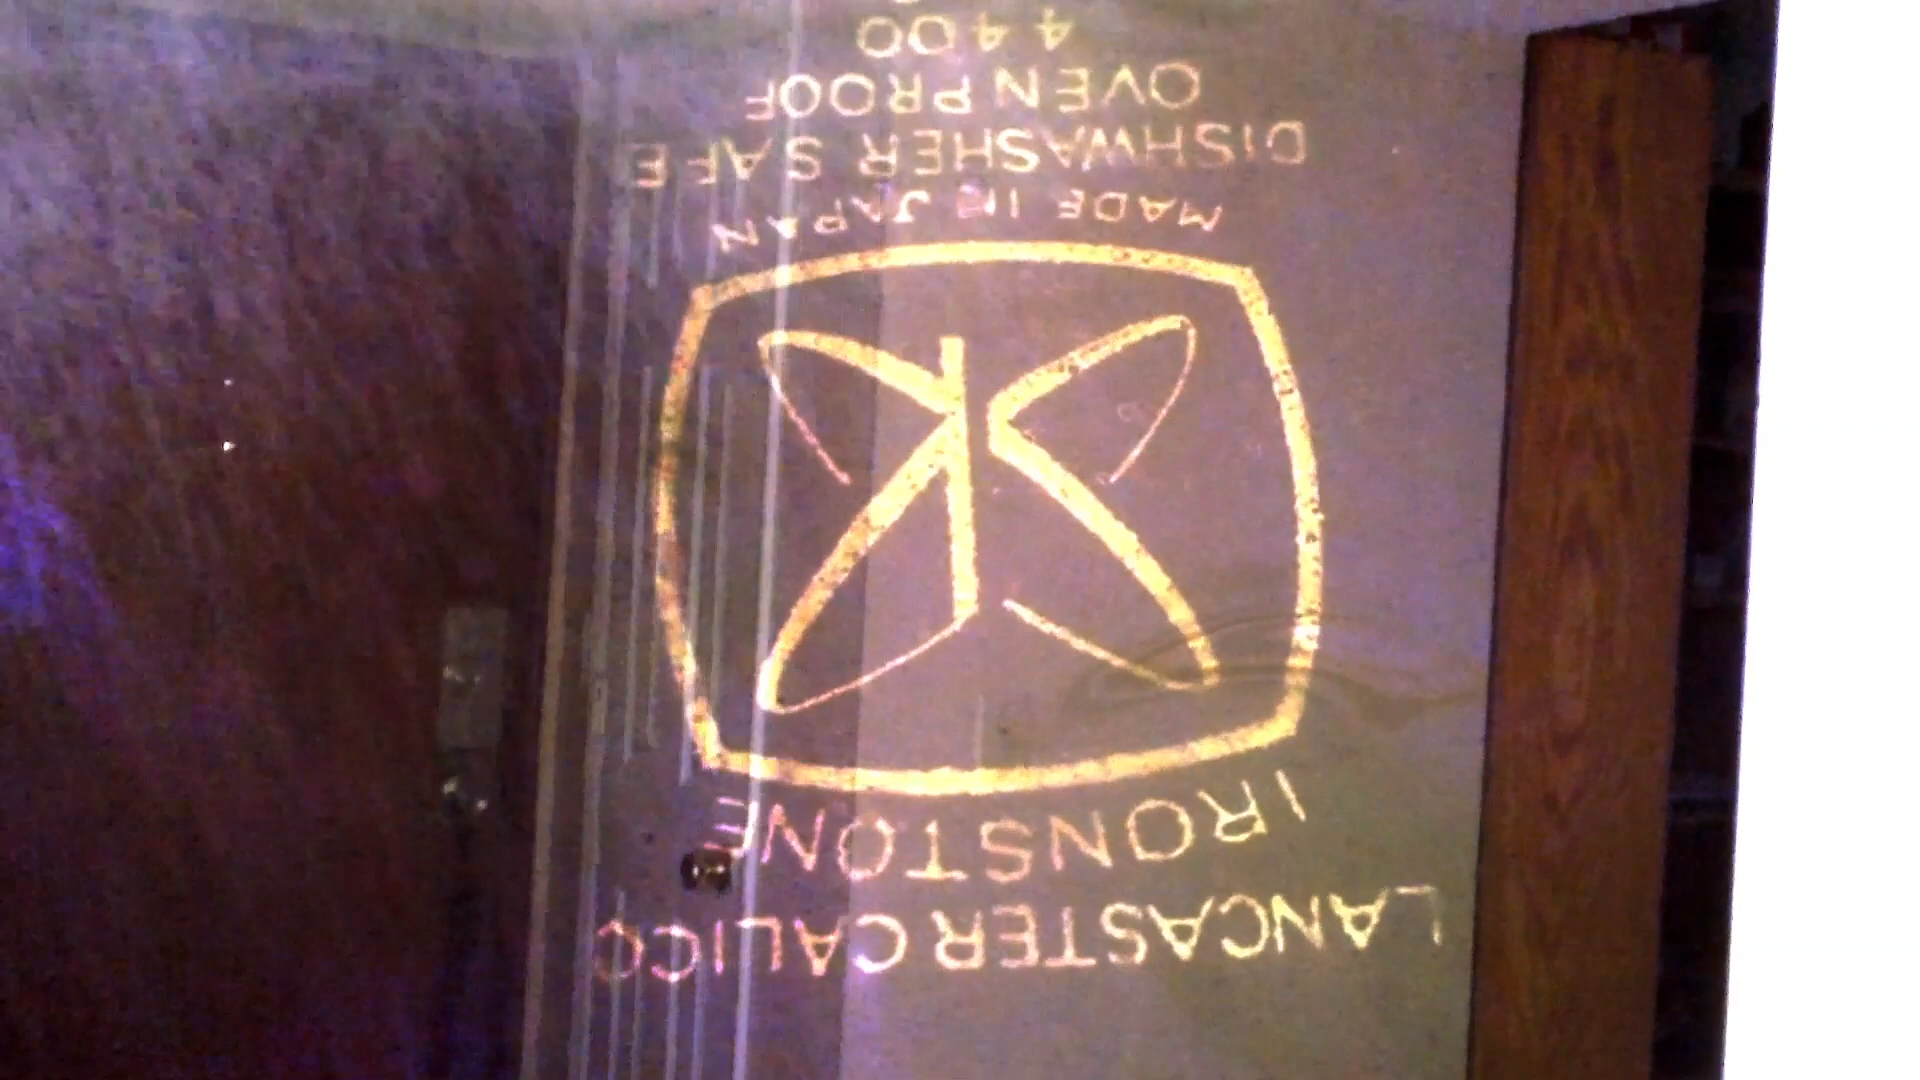 LANCASTER CALICO
IRONSTONE
MADE IN JAPAN
DISHWASHER SAFE
OVEN PROOF
4400